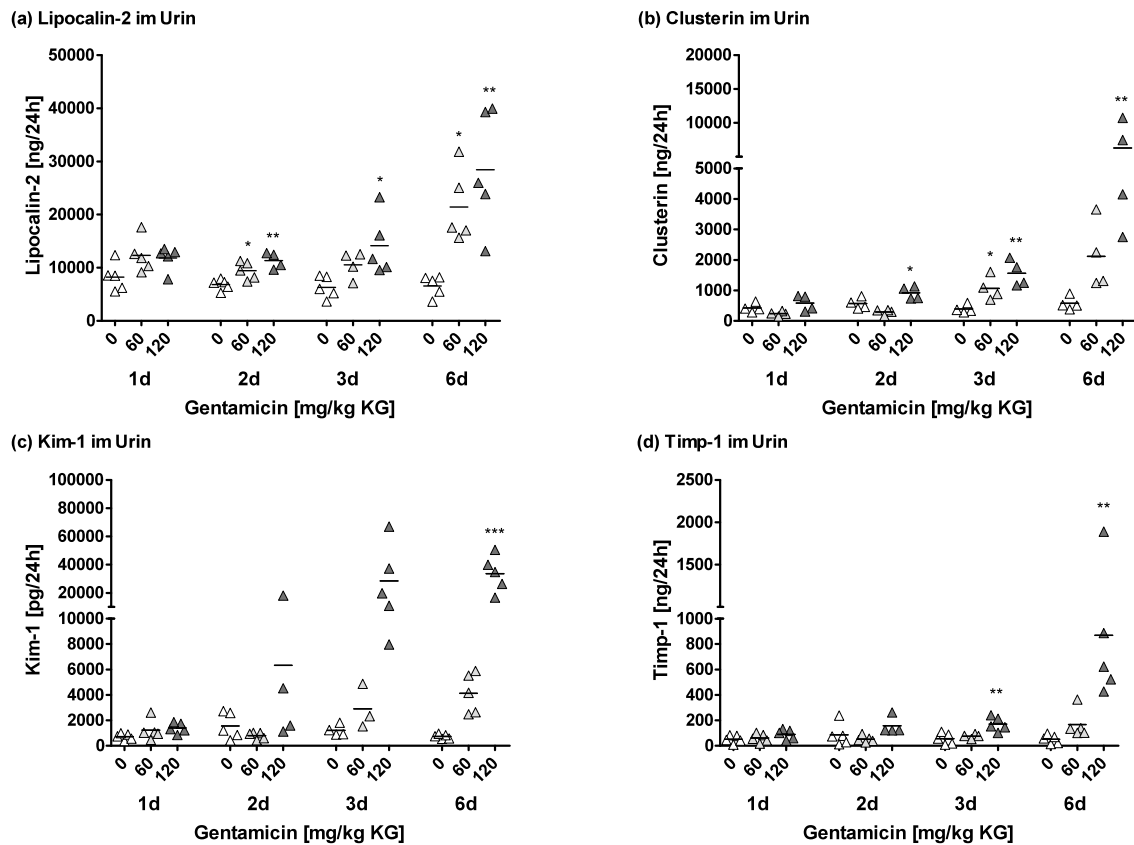 (a) Lipocalin-2 im Urin
50000
40000
30000
20000
10000
0
Lipocalin-2 [ng/24h]
* ** * * **
0 60 120 0 60 120 0 60 120 0 60 120
1d 2d 3d 6d
Gentamicin [mg/kg KG]
(b) Clusterin im Urin
20000
15000
10000
5000
4000
3000
2000
1000
0
Clusterin [ng/24h]
* * ** **
0 60 120 0 60 120 0 60 120 0 60 120
1d 2d 3d 6d
Gentamicin [mg/kg KG]
(c) Kim-1 im Urin
100000
80000
60000
40000
20000
10000
8000
6000
4000
2000
0
Kim-1 [pg/24h]
***
0 60 120 0 60 120 0 60 120 0 60 120
1d 2d 3d 6d
Gentamicin [mg/kg KG]
(d) Timp-1 im Urin
2500
2000
1500
1000
800
600
400
200
0
Timp-1 [ng/24h]
** **
0 60 120 0 60 120 0 60 120 0 60 120
1d 2d 3d 6d
Gentamicin [mg/kg KG]